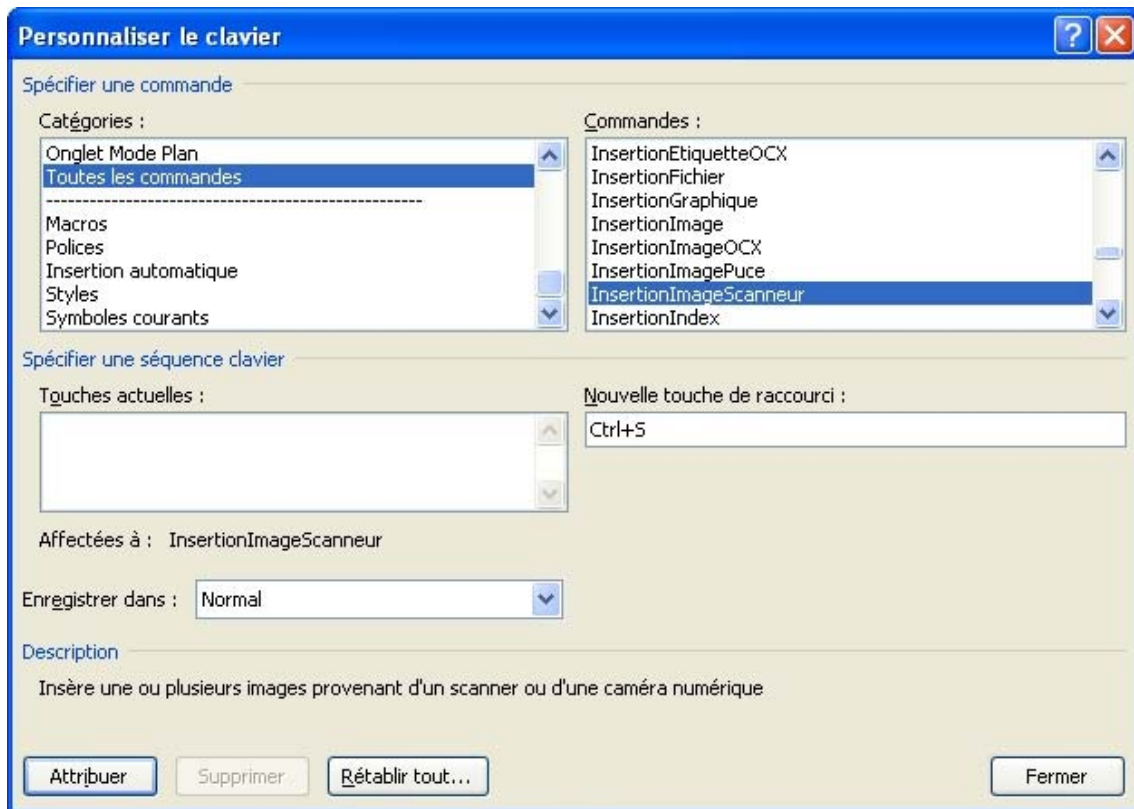 Personnaliser le clavier
Spécifier une commande
Catégories :
Onglet Mode Plan
Toutes les commandes
----------------------------------------------------
Macros
Polices
Insertion automatique
Styles
Symboles courants
Commandes :
InsertionEtiquetteOCX
InsertionFichier
InsertionGraphique
InsertionImage
InsertionImageOCX
InsertionImagePuce
InsertionImageScanneur
InsertionIndex
Spécifier une séquence clavier
Touches actuelles :
Nouvelle touche de raccourci :
Ctrl+S
Affectées à : InsertionImageScanneur
Enregistrer dans : Normal
Description
Insère une ou plusieurs images provenant d'un scanner ou d'une caméra numérique
Attribuer Supprimer Rétablir tout... Fermer